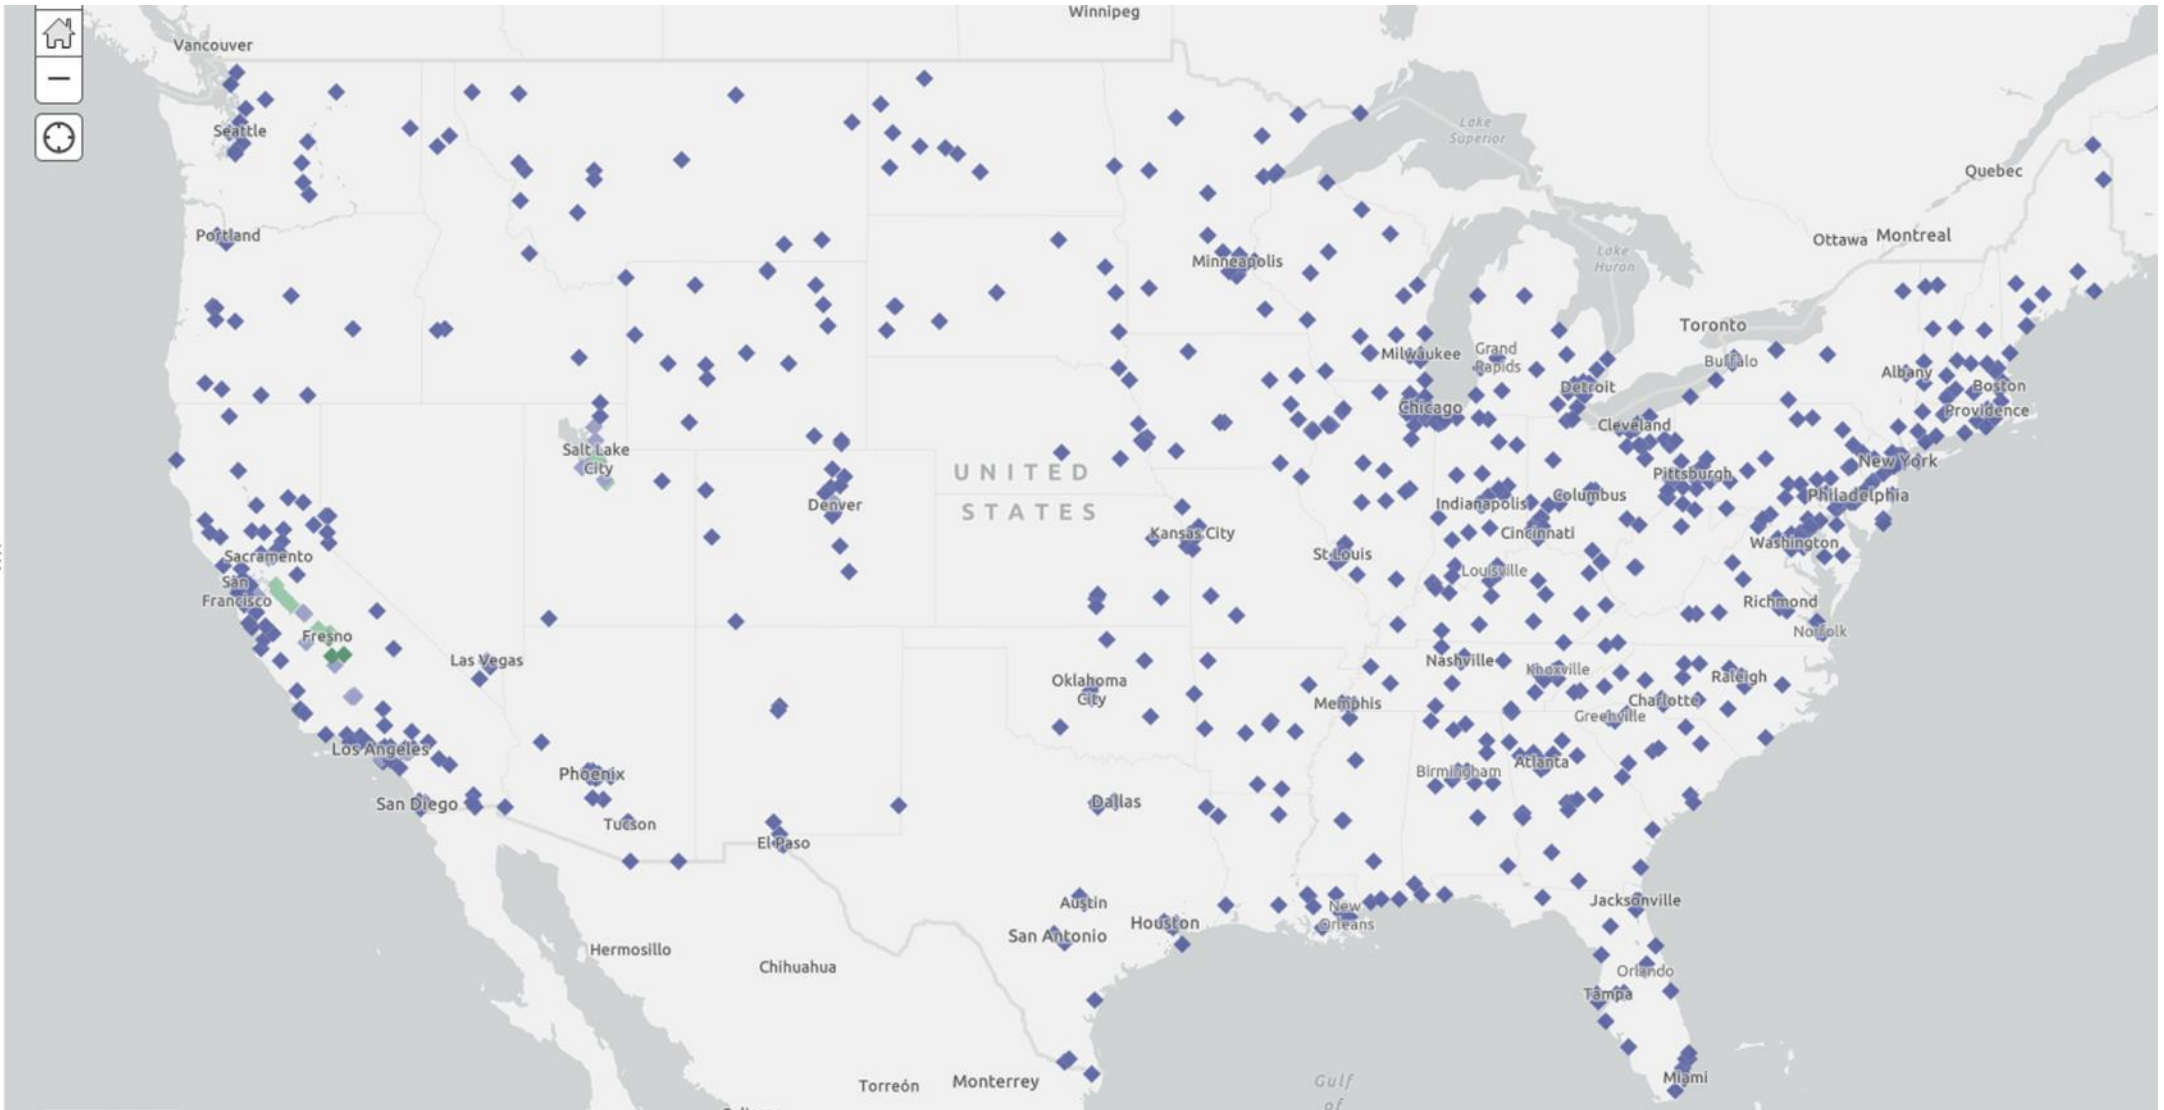 Winnipeg
Vancouver
Seattle
Lake
Superior
Quebec
Portland
Ottawa
Montreal
Minneapolis
Lake
Huron
Toronto
Milwaukee
Grand
Rapids
Buffalo
Albany
Detroit
Boston
Chicago
Providence
Cleveland
Salt Lake
City
UNITED
STATES
Pittsburgh
New York
Denver
Indianapolis
Columbus
Philadelphia
Kansas City
Cincinnati
Washington
Sacramento
St Louis
Louisville
San
Francisco
Richmond
Norfolk
Fresno
Las Vegas
Nashville
Knoxville
Raleigh
Oklahoma
City
Memphis
Charlotte
Greenville
Los Angeles
Phoenix
Birmingham
Atlanta
San Diego
Dallas
Tucson
El Paso
Austin
Jacksonville
New
Orleans
Houston
San Antonio
Hermosillo
Chihuahua
Orlando
Tampa
Miami
Torreón
Monterrey
Gulf
of